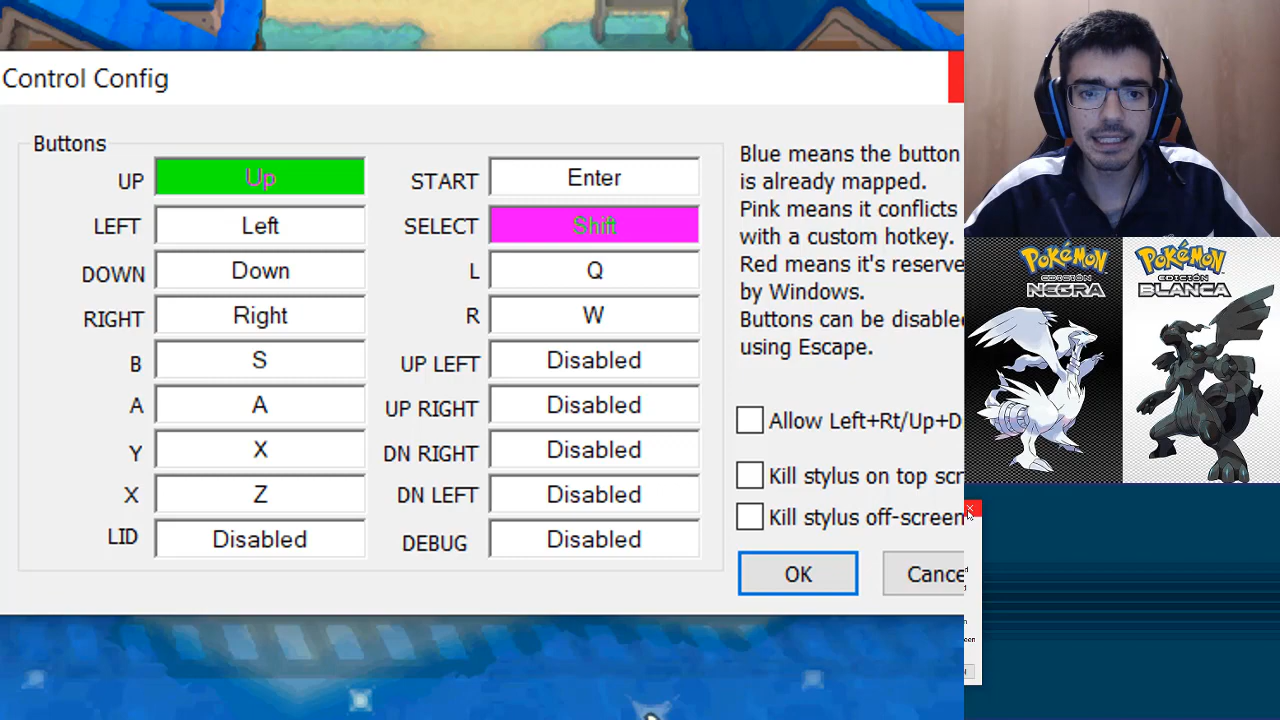 Control Config
Buttons
UP Up
LEFT Left
DOWN Down
RIGHT Right
B S
A A
Y X
X Z
LID Disabled
START Enter
SELECT Shift
L Q
R W
UP LEFT Disabled
UP RIGHT Disabled
DN RIGHT Disabled
DN LEFT Disabled
DEBUG Disabled
Blue means the button
is already mapped.
Pink means it conflicts
with a custom hotkey.
Red means it's reserve
by Windows.
Buttons can be disable
using Escape.
Allow Left+Rt/Up+D
Kill stylus on top scr
Kill stylus off-screen
OK
Cance
POKéMON
EDICIÓN
NEGRA
POKéMON
EDICIÓN
BLANCA